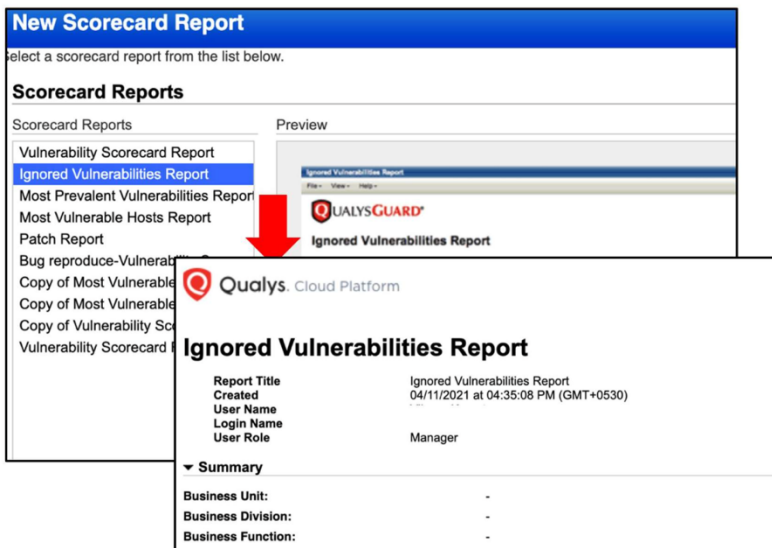 New Scorecard Report
Select a scorecard report from the list below.
Scorecard Reports
Scorecard Reports
Preview
Vulnerability Scorecard Report
Ignored Vulnerabilities Report
Most Prevalent Vulnerabilities Report
Most Vulnerable Hosts Report
Patch Report
Bug reproduce-Vulnerab
Copy of Most Vulnerable
Copy of Most Vulnerable
Copy of Vulnerability Sc
Vulnerability Scorecard
Ignored Vulnerabilities Report
File View Help
QUALYSGUARD®
Ignored Vulnerabilities Report
Qualys. Cloud Platform
Ignored Vulnerabilities Report
Report Title Ignored Vulnerabilities Report
Created 04/11/2021 at 04:35:08 PM (GMT+0530)
User Name
Login Name
User Role Manager
Summary
Business Unit: -
Business Division: -
Business Function: -